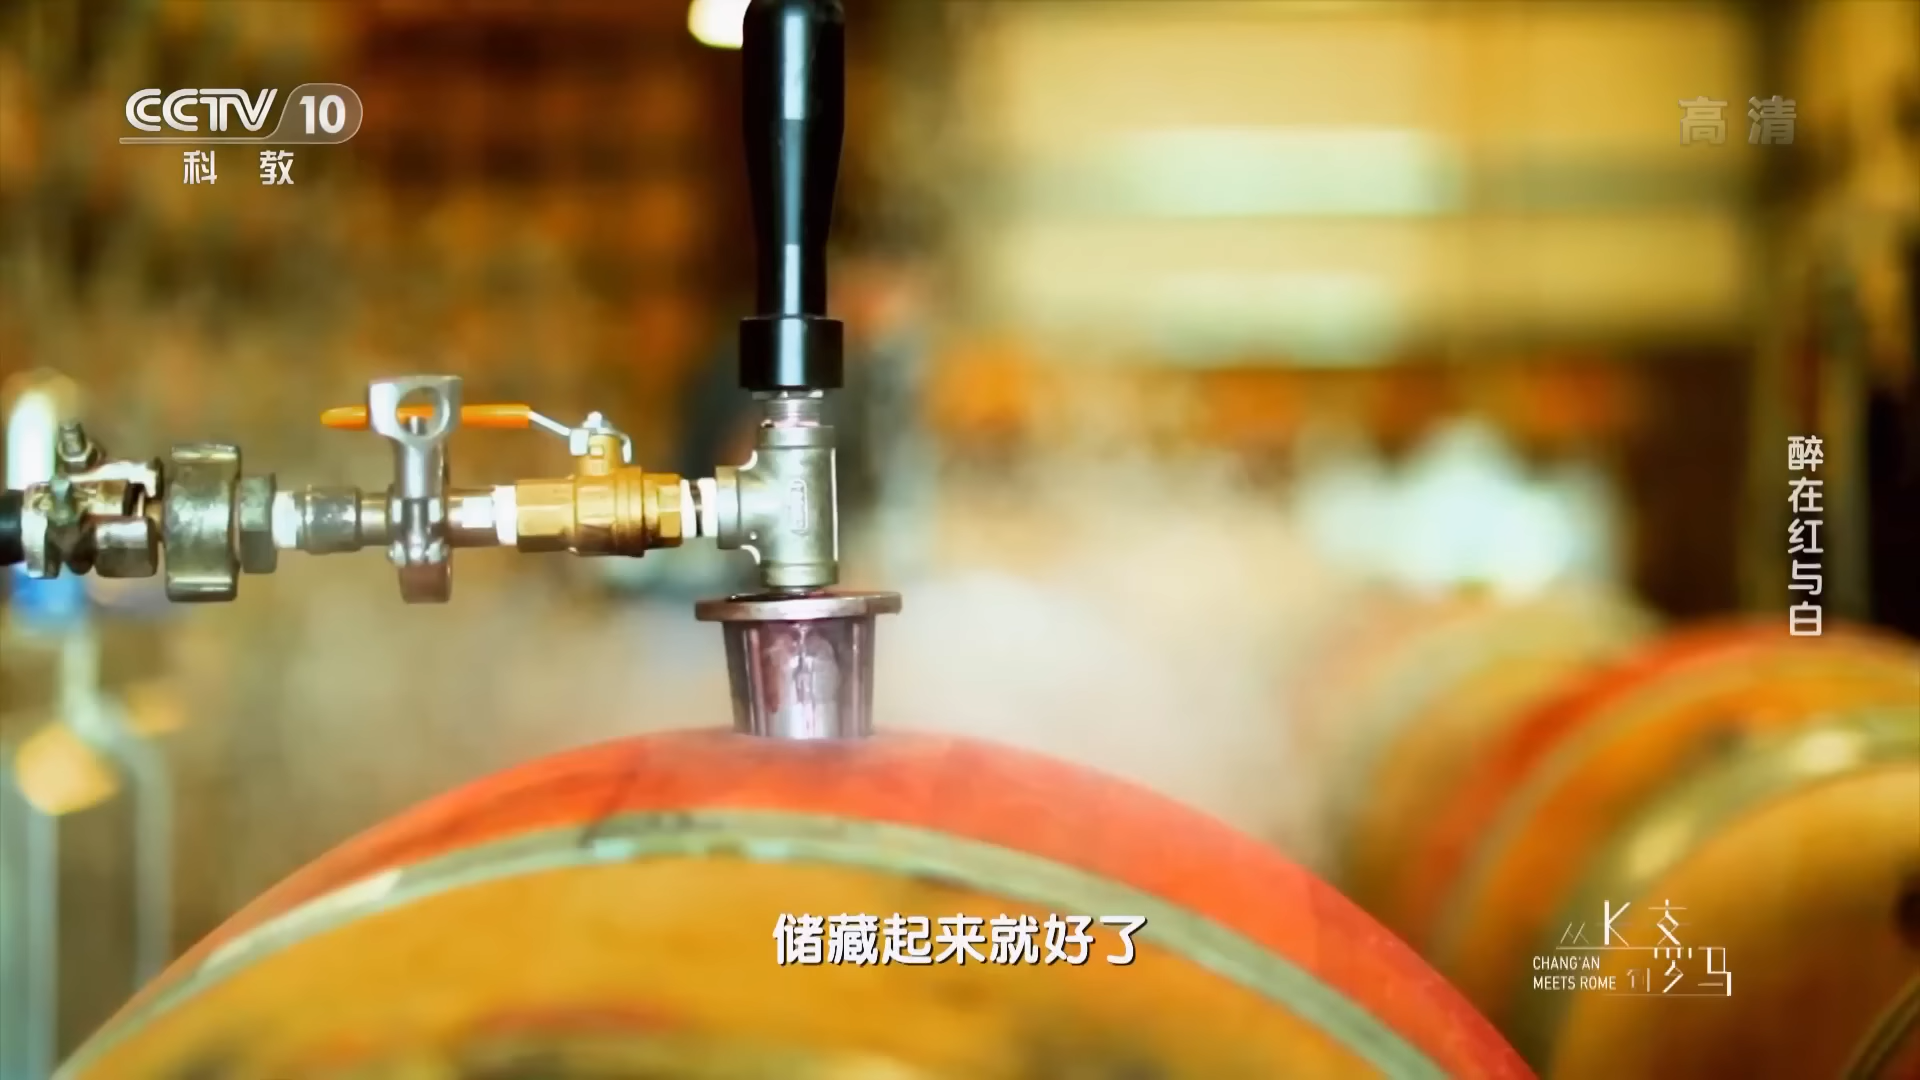 CCTV 10
科教
高清
醉在红与白
储藏起来就好了
从长安
CHANG'AN
MEETS ROME
到罗马